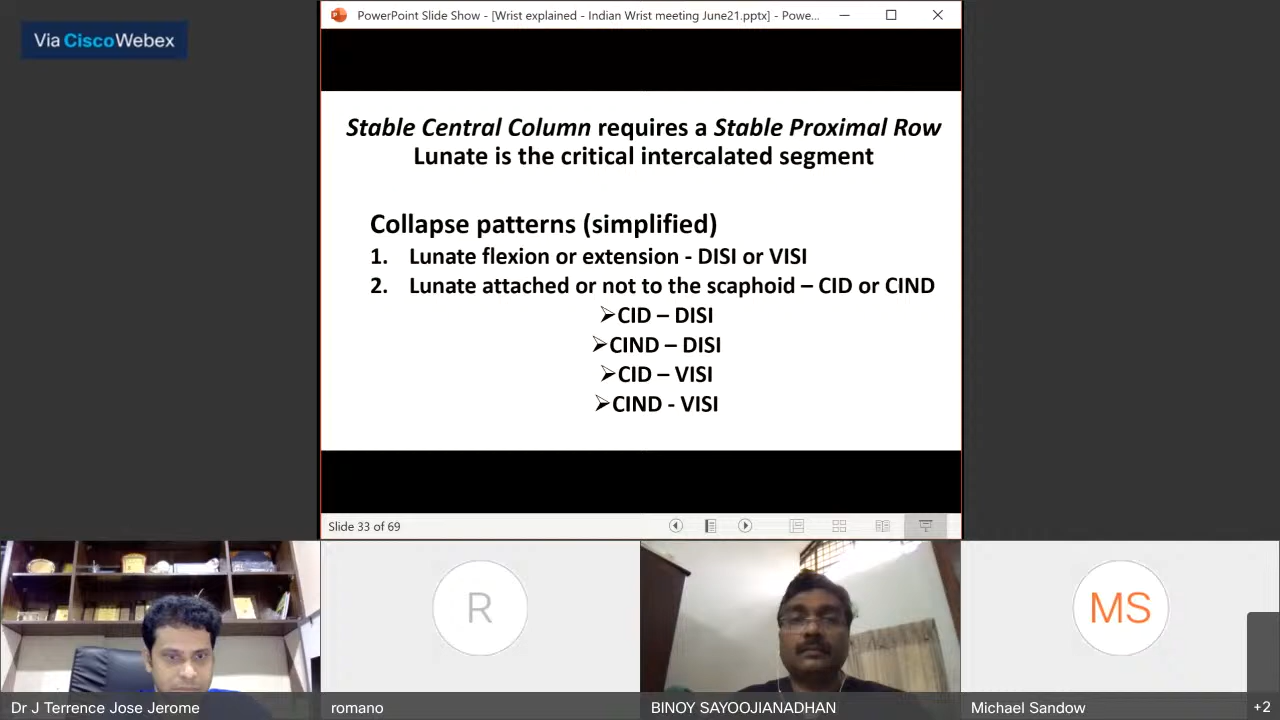 Via Cisco Webex
PowerPoint Slide Show - [Wrist explained - Indian Wrist meeting June21.pptx] - Powe...
Stable Central Column requires a Stable Proximal Row
Lunate is the critical intercalated segment
Collapse patterns (simplified)
1. Lunate flexion or extension - DISI or VISI
2. Lunate attached or not to the scaphoid – CID or CIND
➢CID – DISI
➢CIND – DISI
➢CID – VISI
➢CIND - VISI
Slide 33 of 69
R
MS
Dr J Terrence Jose Jerome
romano
BINOY SAYOOJIANADHAN
Michael Sandow
+2